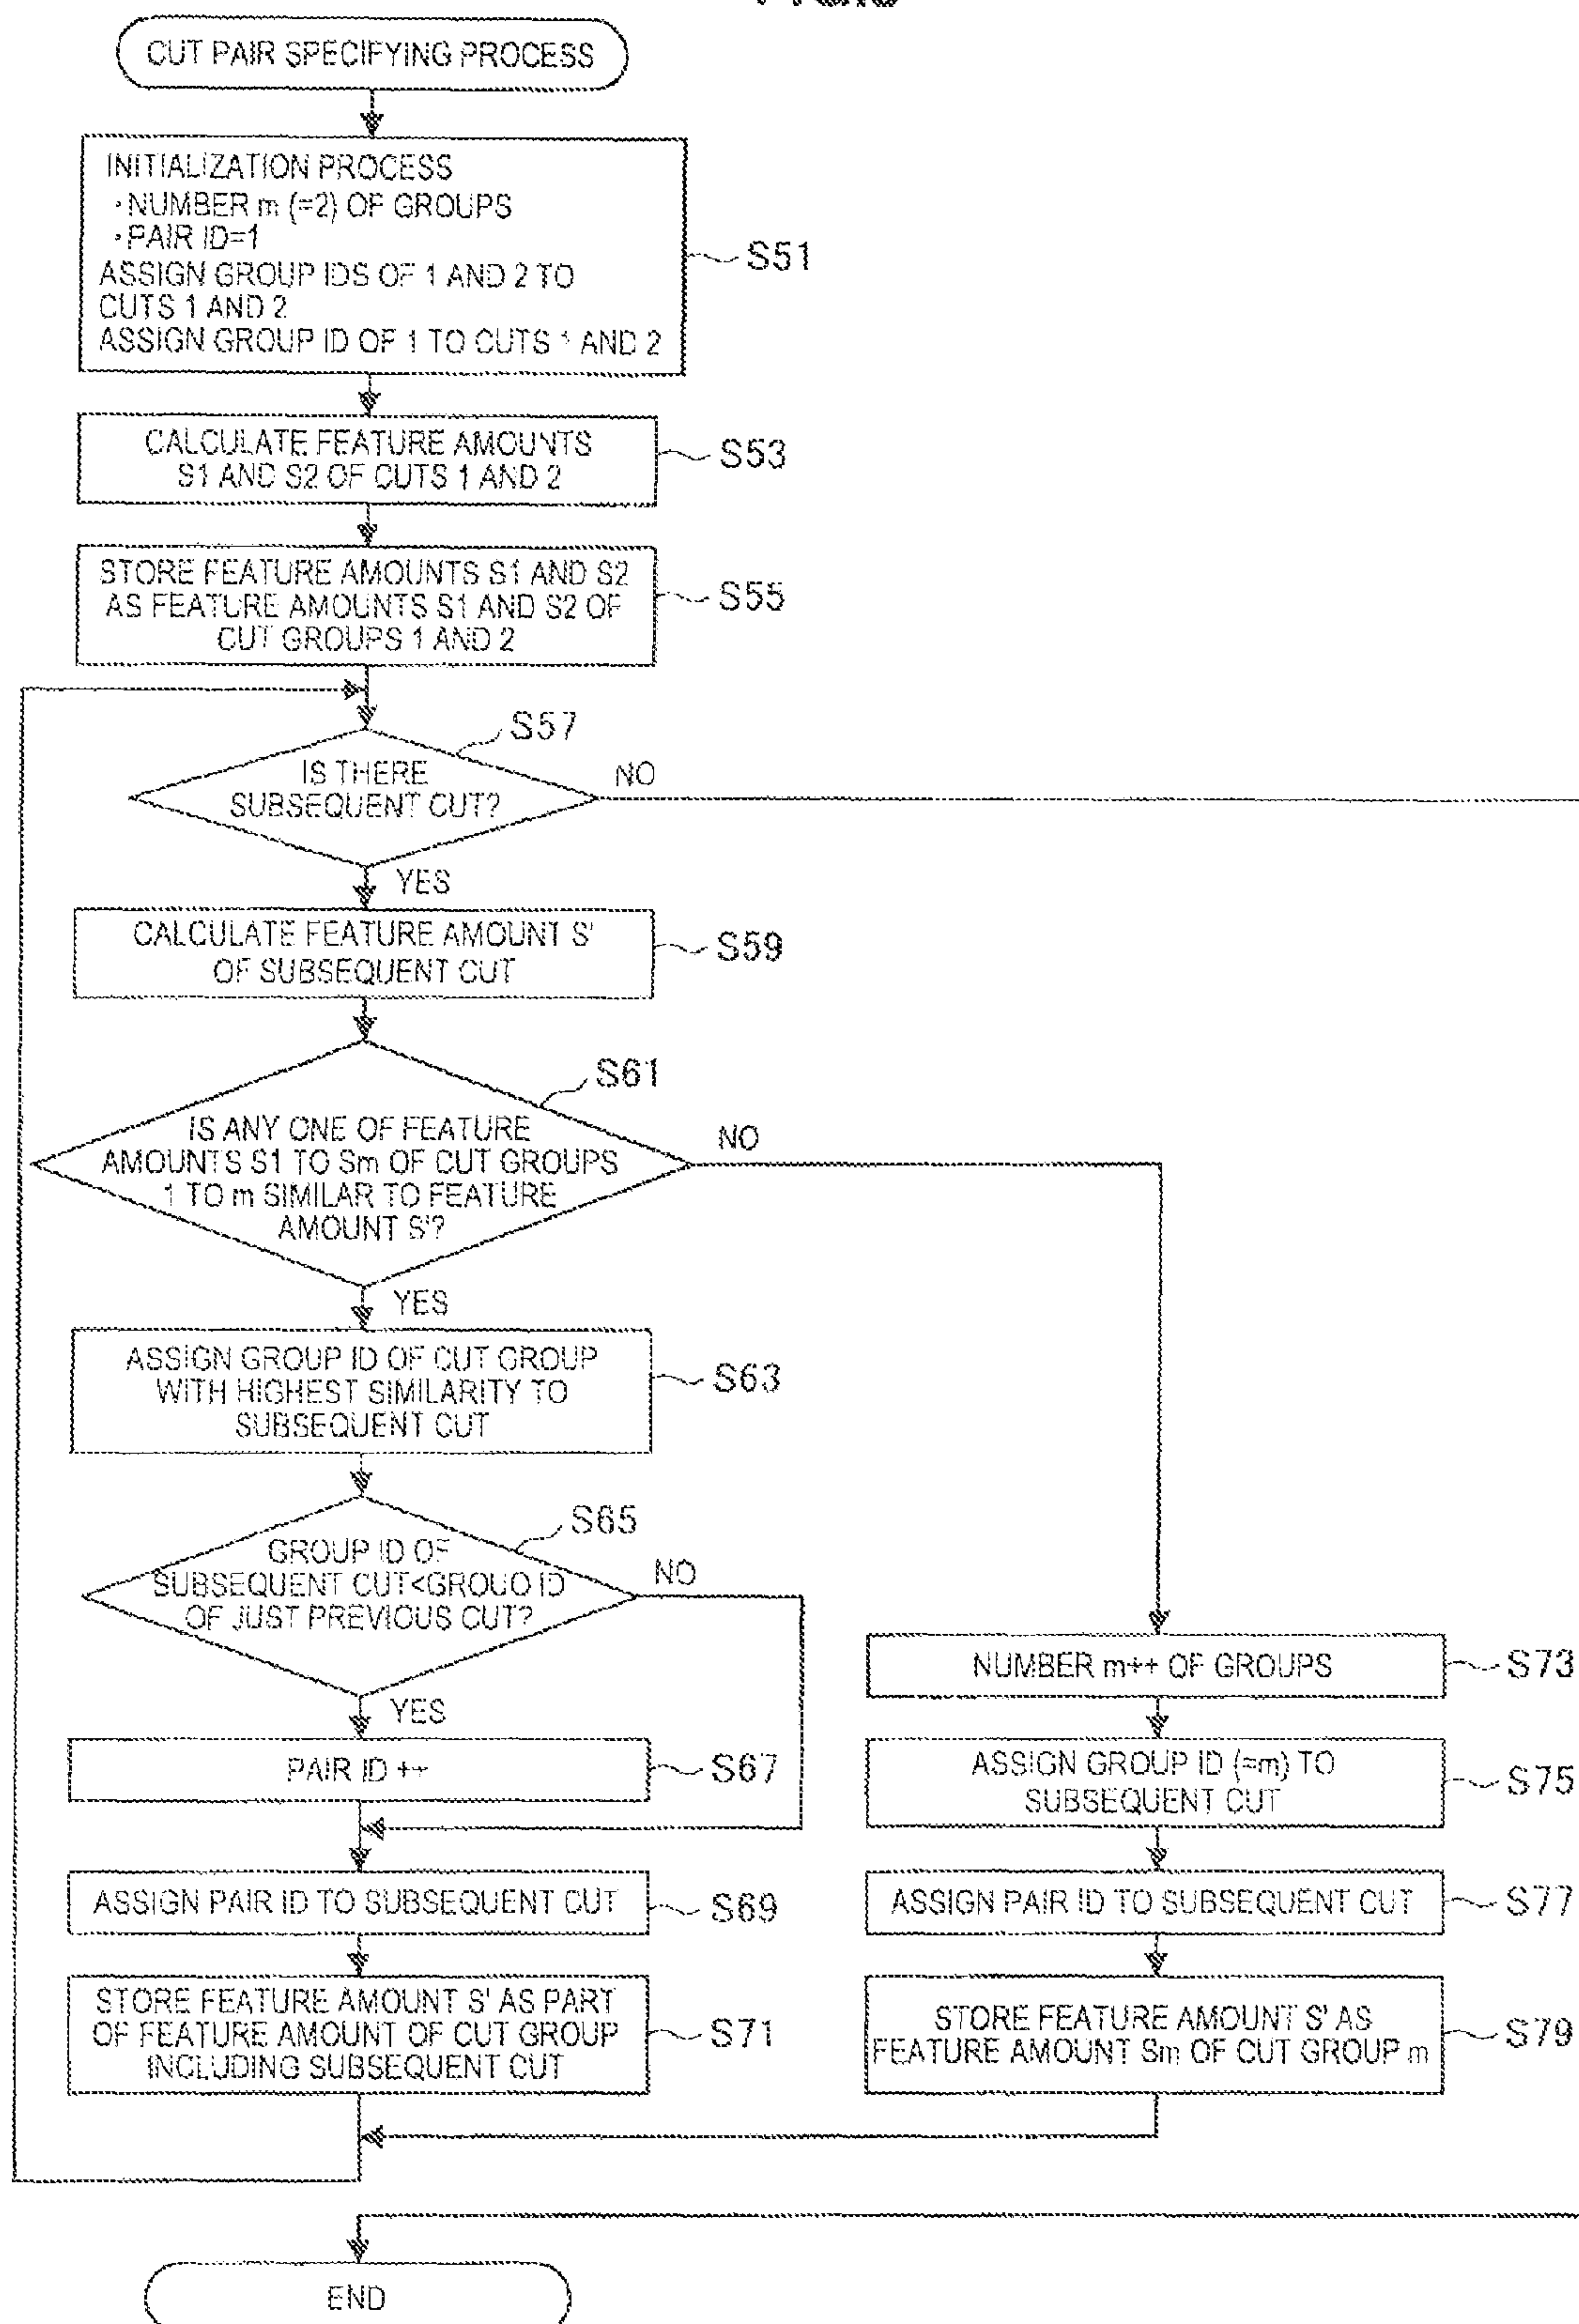 CUT PAIR SPECIFYING PROCESS
INITIALIZATION PROCESS
・NUMBER m (=2) OF GROUPS
・PAIR ID=1
ASSIGN GROUP IDS OF 1 AND 2 TO
CUTS 1 AND 2
ASSIGN GROUP ID OF 1 TO CUTS 1 AND 2
S51
CALCULATE FEATURE AMOUNTS
S1 AND S2 OF CUTS 1 AND 2
S53
STORE FEATURE AMOUNTS S1 AND S2
AS FEATURE AMOUNTS S1 AND S2 OF
CUT GROUPS 1 AND 2
S55
S57
IS THERE
SUBSEQUENT CUT?
NO
YES
CALCULATE FEATURE AMOUNT S'
OF SUBSEQUENT CUT
S59
S61
IS ANY ONE OF FEATURE
AMOUNTS S1 TO Sm OF CUT GROUPS
1 TO m SIMILAR TO FEATURE
AMOUNT S'?
NO
YES
ASSIGN GROUP ID OF CUT GROUP
WITH HIGHEST SIMILARITY TO
SUBSEQUENT CUT
S63
S65
GROUP ID OF
SUBSEQUENT CUT<GROUO ID
OF JUST PREVIOUS CUT?
NO
YES
PAIR ID ++
S67
ASSIGN PAIR ID TO SUBSEQUENT CUT
S69
STORE FEATURE AMOUNT S' AS PART
OF FEATURE AMOUNT OF CUT GROUP
INCLUDING SUBSEQUENT CUT
S71
NUMBER m++ OF GROUPS
S73
ASSIGN GROUP ID (=m) TO
SUBSEQUENT CUT
S75
ASSIGN PAIR ID TO SUBSEQUENT CUT
S77
STORE FEATURE AMOUNT S' AS
FEATURE AMOUNT Sm OF CUT GROUP m
S79
END